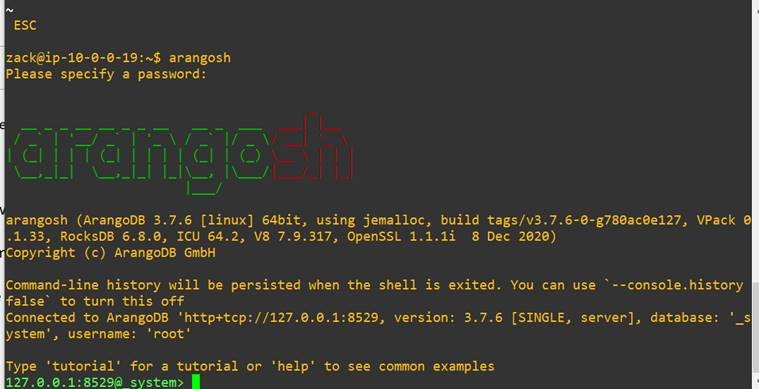 ~
ESC
zack@ip-10-0-0-19:~$ arangosh
Please specify a password:
arangosh
arangosh (ArangoDB 3.7.6 [linux] 64bit, using jemalloc, build tags/v3.7.6-0-g780ac0e127, VPack 0
.1.33, RocksDB 6.8.0, ICU 64.2, V8 7.9.317, OpenSSL 1.1.1i  8 Dec 2020)
Copyright (c) ArangoDB GmbH
Command-line history will be persisted when the shell is exited. You can use `--console.history
false` to turn this off
Connected to ArangoDB 'http+tcp://127.0.0.1:8529, version: 3.7.6 [SINGLE, server], database: '_s
ystem', username: 'root'
Type 'tutorial' for a tutorial or 'help' to see common examples
127.0.0.1:8529@_system>